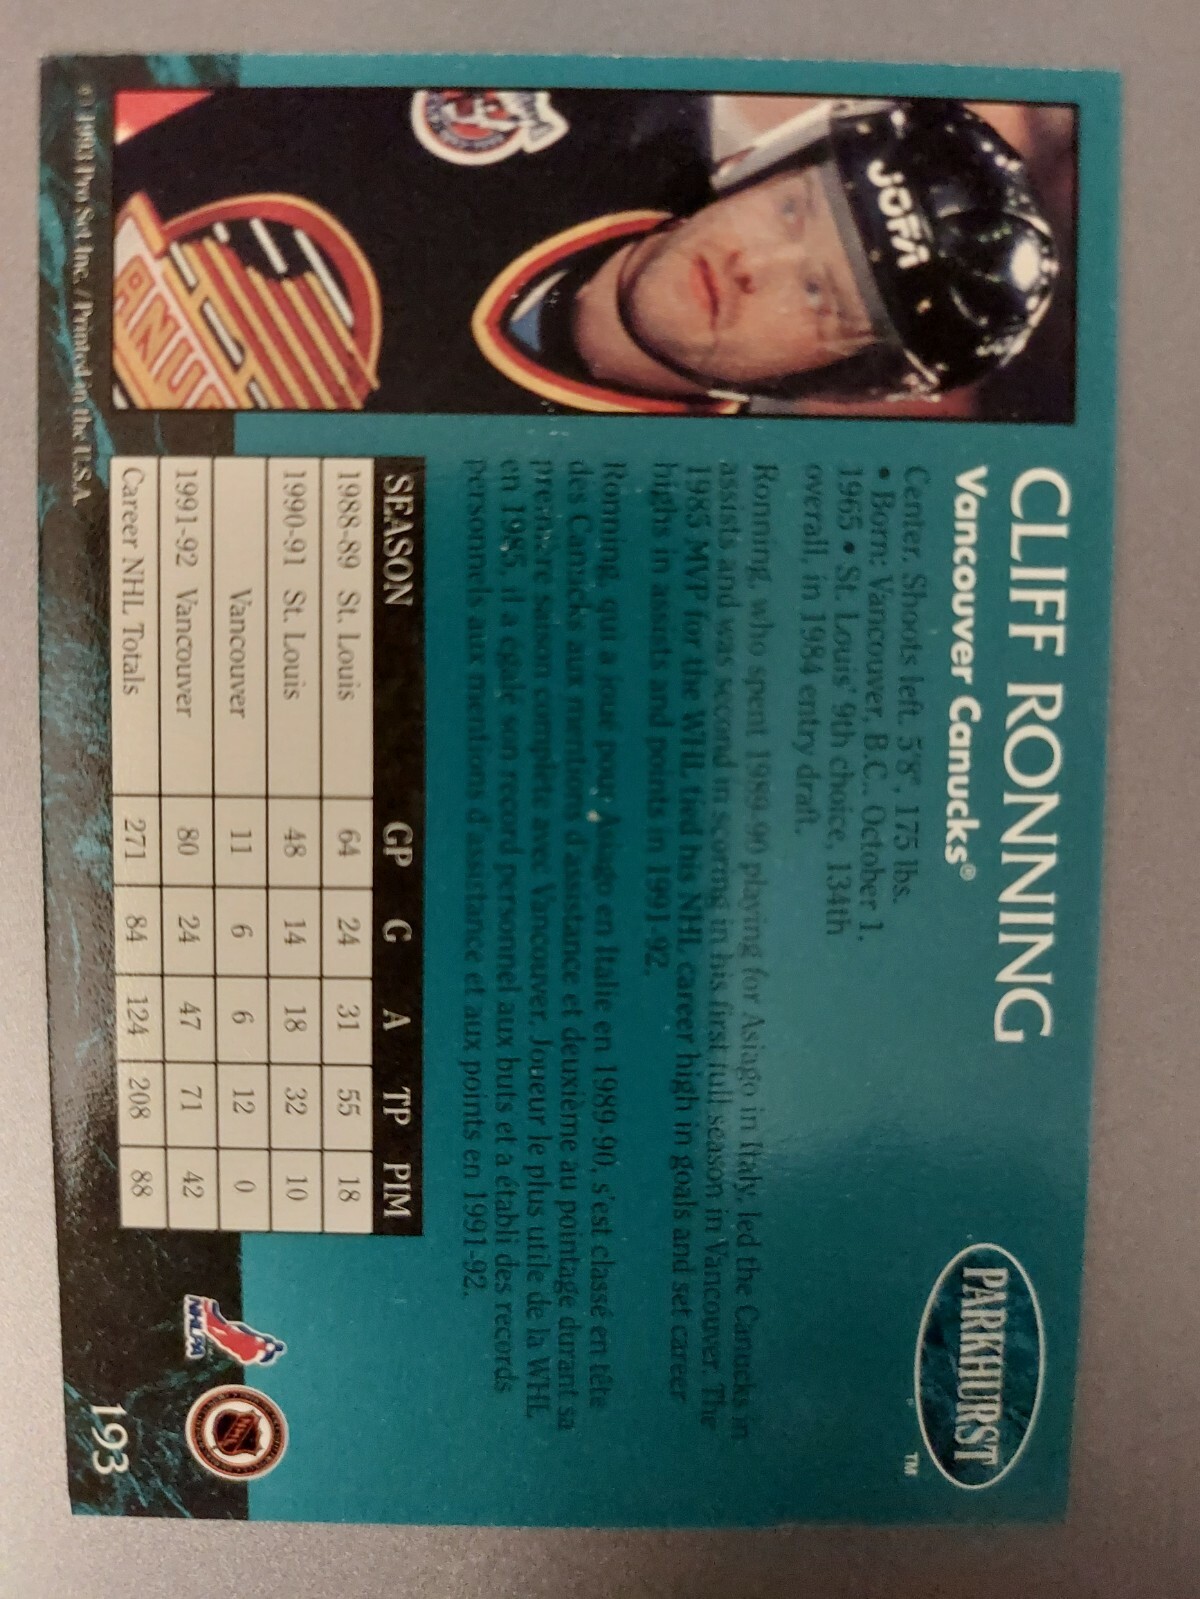 CLIFF RONNING
Vancouver Canucks®
PARKHURST
TM
Center. Shoots left. 5'8", 175 lbs.
• Born: Vancouver, B.C., October 1,
1965 • St. Louis' 9th choice, 134th
overall, in 1984 entry draft.
Ronning, who spent 1989-90 playing for Asiago in Italy, led the Canucks in
assists and was second in scoring in his first full season in Vancouver. The
1985 MVP for the WHL tied his NHL career high in goals and set career
highs in assists and points in 1991-92.
Ronning, qui a joué pour Asiago en Italie en 1989-90, s'est classé en tête
des Canucks aux mentions d'assistance et deuxième au pointage durant sa
première saison complète avec Vancouver. Joueur le plus utile de la WHL
en 1985, il a égalé son record personnel aux buts et a établi des records
personnels aux mentions d'assistance et aux points en 1991-92.
SEASON GP G A TP PIM
1988-89 St. Louis 64 24 31 55 18
1990-91 St. Louis 48 14 18 32 10
Vancouver 11 6 6 12 0
1991-92 Vancouver 80 24 47 71 42
Career NHL Totals 271 84 124 208 88
JOFA
ANUC
NHLPA
NHL
193
© 1993 Pro Set Inc. /Printed in the U.S.A.